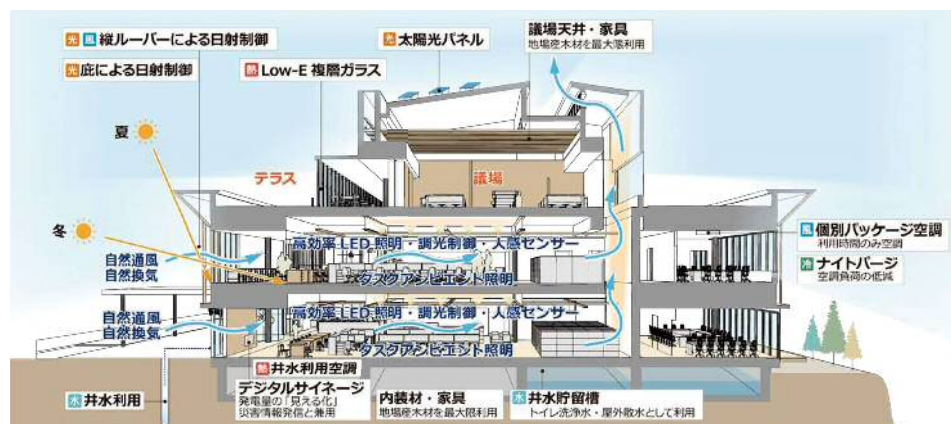 光 風 縦ルーバーによる日射制御
光 庇による日射制御
光 太陽光パネル
熱 Low-E 複層ガラス
議場天井・家具
地場産木材を最大限利用
夏
冬
テラス
議場
自然通風
自然換気
高効率 LED 照明・調光制御・人感センサー
タスクアンビエント照明
風 個別パッケージ空調
利用時間のみ空調
冷 ナイトパージ
空調負荷の低減
自然通風
自然換気
高効率 LED 照明・調光制御・人感センサー
タスクアンビエント照明
熱 井水利用空調
デジタルサイネージ
発電量の「見える化」
災害情報発信と兼用
水 井水利用
内装材・家具
地場産木材を最大限利用
水 井水貯留槽
トイレ洗浄水・屋外散水として利用